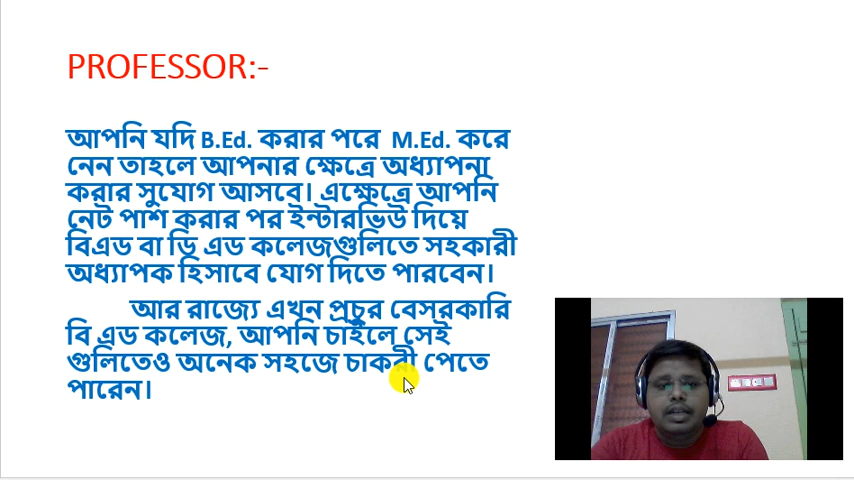 PROFESSOR:-
আপনি যদি B.Ed. করার পরে M.Ed. করে
নেন তাহলে আপনার ক্ষেত্রে অধ্যাপনা
করার সুযোগ আসবে। এক্ষেত্রে আপনি
নেট পাশ করার পর ইন্টারভিউ দিয়ে
বিএড বা ডি এড কলেজগুলিতে সহকারী
অধ্যাপক হিসাবে যোগ দিতে পারবেন।
আর রাজ্যে এখন প্রচুর বেসরকারি
বি এড কলেজ, আপনি চাইলে সেই
গুলিতেও অনেক সহজে চাকরী পেতে
পারেন।